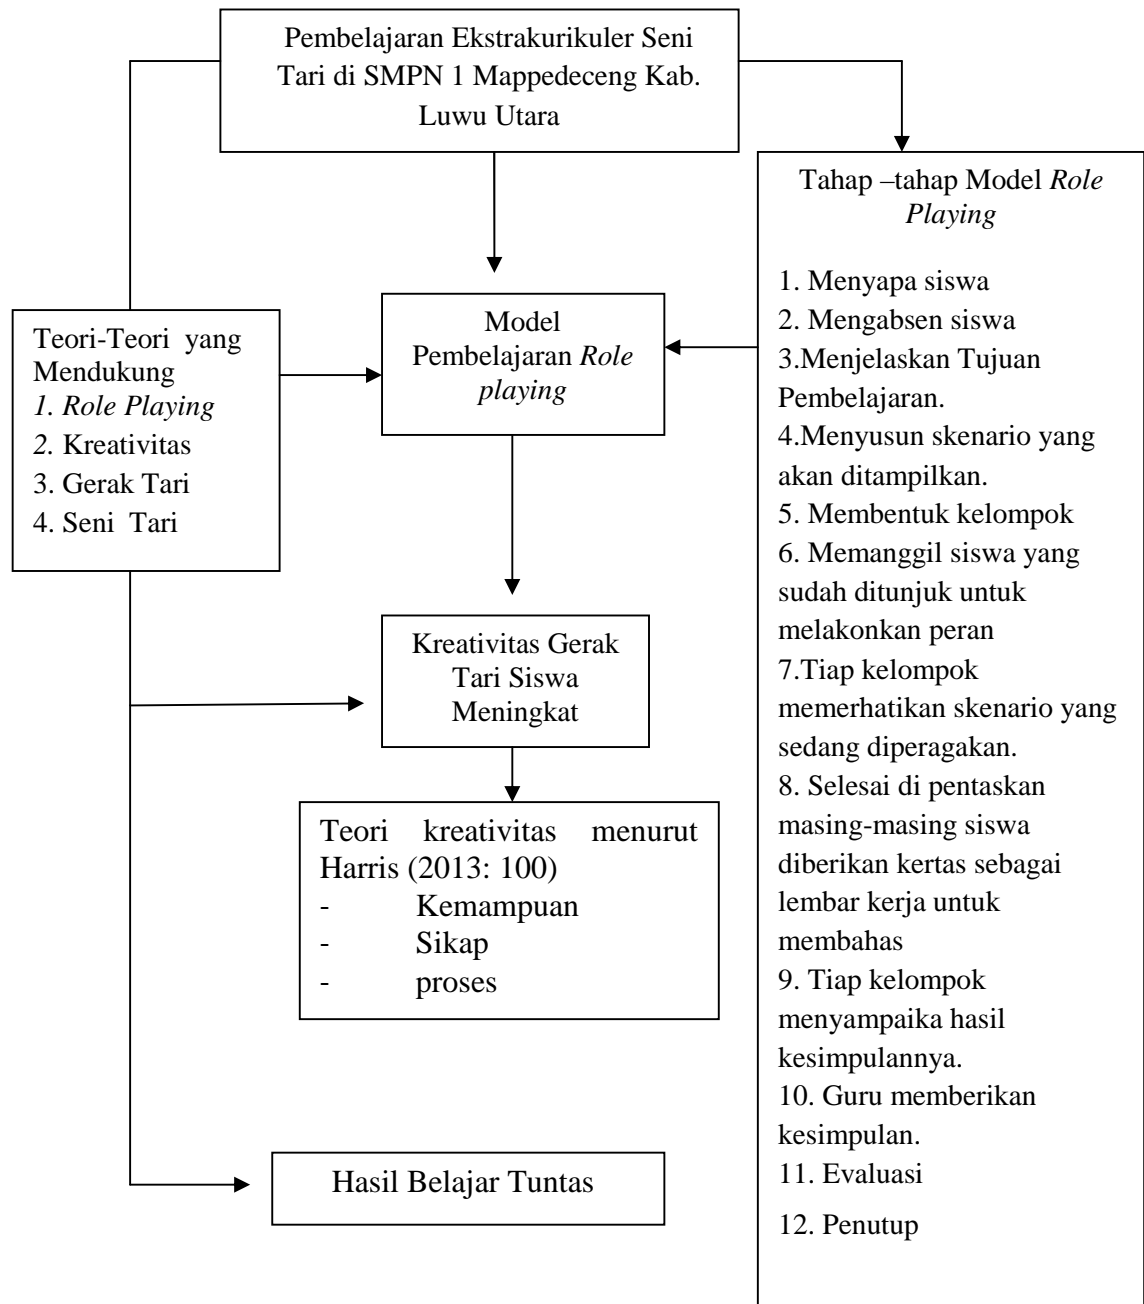 Pembelajaran Ekstrakurikuler Seni
Tari di SMPN 1 Mappedeceng Kab.
Luwu Utara
Teori-Teori yang
Mendukung
1. Role Playing
2. Kreativitas
3. Gerak Tari
4. Seni Tari
Model
Pembelajaran Role
playing
Kreativitas Gerak
Tari Siswa
Meningkat
Teori kreativitas menurut
Harris (2013: 100)
- Kemampuan
- Sikap
- proses
Hasil Belajar Tuntas
Tahap –tahap Model Role
Playing
1. Menyapa siswa
2. Mengabsen siswa
3.Menjelaskan Tujuan
Pembelajaran.
4.Menyusun skenario yang
akan ditampilkan.
5. Membentuk kelompok
6. Memanggil siswa yang
sudah ditunjuk untuk
melakonkan peran
7.Tiap kelompok
memerhatikan skenario yang
sedang diperagakan.
8. Selesai di pentaskan
masing-masing siswa
diberikan kertas sebagai
lembar kerja untuk
membahas
9. Tiap kelompok
menyampaika hasil
kesimpulannya.
10. Guru memberikan
kesimpulan.
11. Evaluasi
12. Penutup